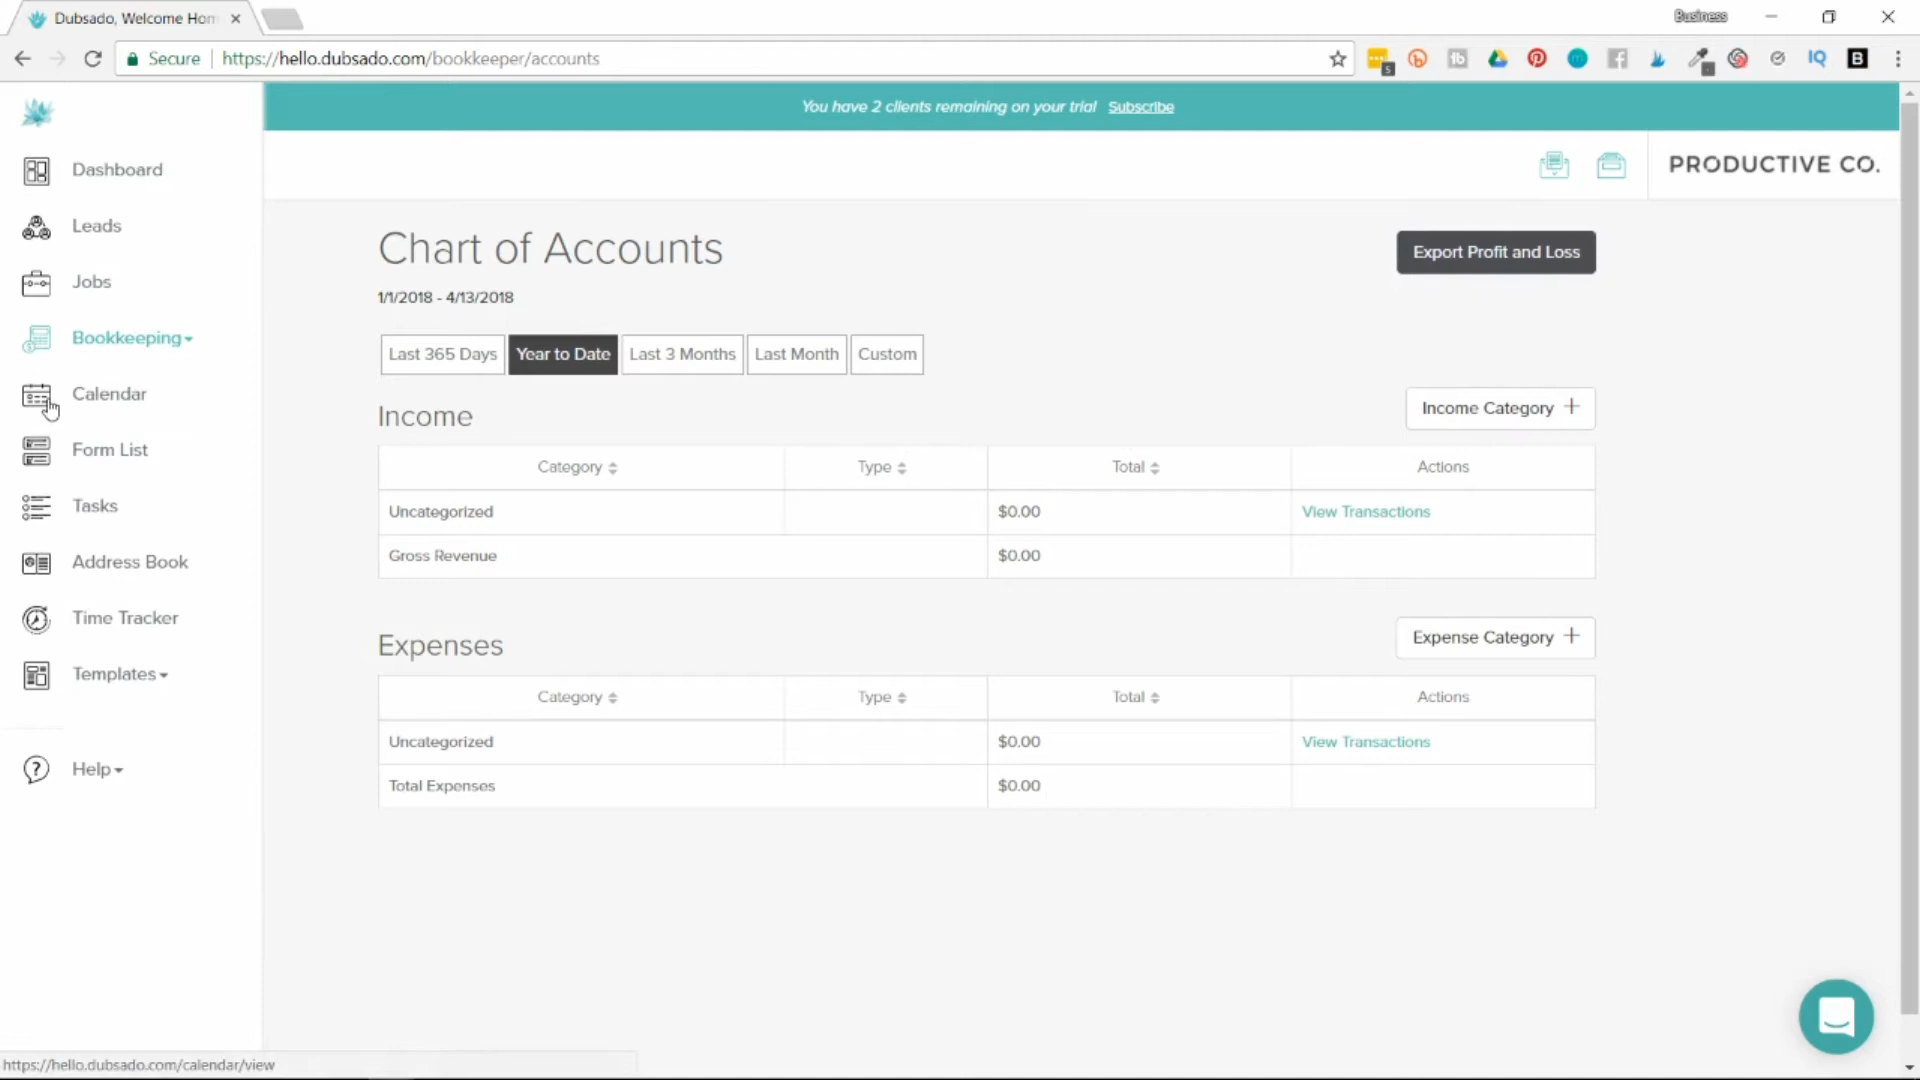 Dubsado, Welcome Hom
Business
Secure https://hello.dubsado.com/bookkeeper/accounts
5 IQ B
You have 2 clients remaining on your trial Subscribe
PRODUCTIVE CO.
Dashboard
Leads
Jobs
Bookkeeping
Calendar
Form List
Tasks
Address Book
Time Tracker
Templates
Help
Chart of Accounts
Export Profit and Loss
1/1/2018 - 4/13/2018
Last 365 Days Year to Date Last 3 Months Last Month Custom
Income
Income Category +
Category Type Total Actions
Uncategorized $0.00 View Transactions
Gross Revenue $0.00
Expenses
Expense Category +
Category Type Total Actions
Uncategorized $0.00 View Transactions
Total Expenses $0.00
https://hello.dubsado.com/calendar/view